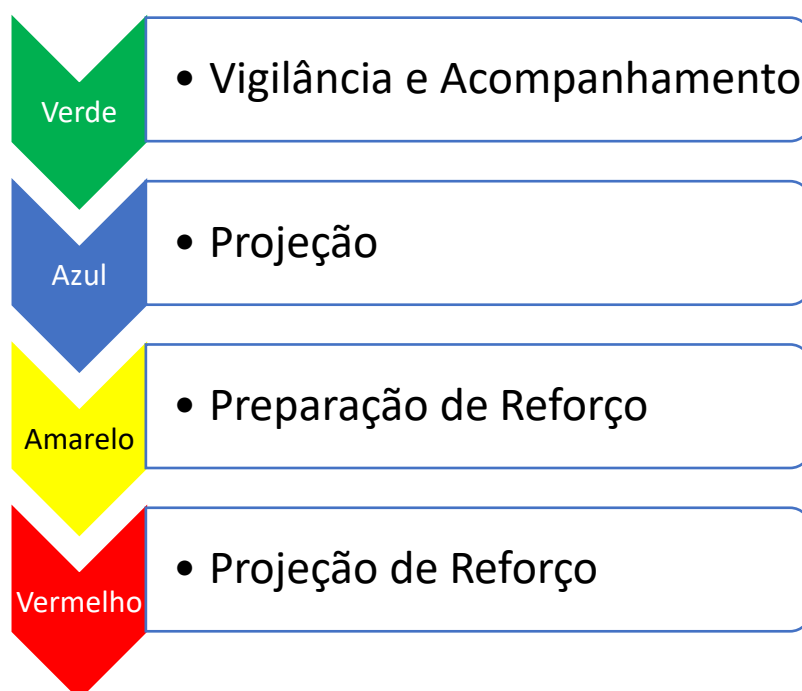 Verde
• Vigilância e Acompanhamento
Azul
• Projeção
Amarelo
• Preparação de Reforço
Vermelho
• Projeção de Reforço